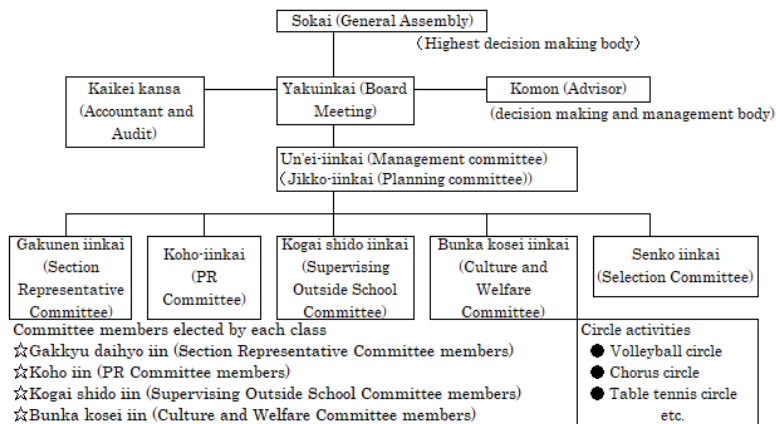 Sokai (General Assembly)
(Highest decision making body)
Kaikei kansa
(Accountant and
Audit)
Yakuinkai (Board
Meeting)
Komon (Advisor)
(decision making and management body)
Un'ei-iinkai (Management committee)
(Jikko-iinkai (Planning committee))
Gakunen iinkai
(Section
Representative
Committee)
Koho-iinkai
(PR
Committee)
Kogai shido iinkai
(Supervising
Outside School
Committee)
Bunka kosei iinkai
(Culture and
Welfare
Committee)
Senko iinkai
(Selection Committee)
Committee members elected by each class
☆Gakkyu daihyo iin (Section Representative Committee members)
☆Koho iin (PR Committee members)
☆Kogai shido iin (Supervising Outside School Committee members)
☆Bunka kosei iin (Culture and Welfare Committee members)
Circle activities
● Volleyball circle
● Chorus circle
● Table tennis circle
etc.